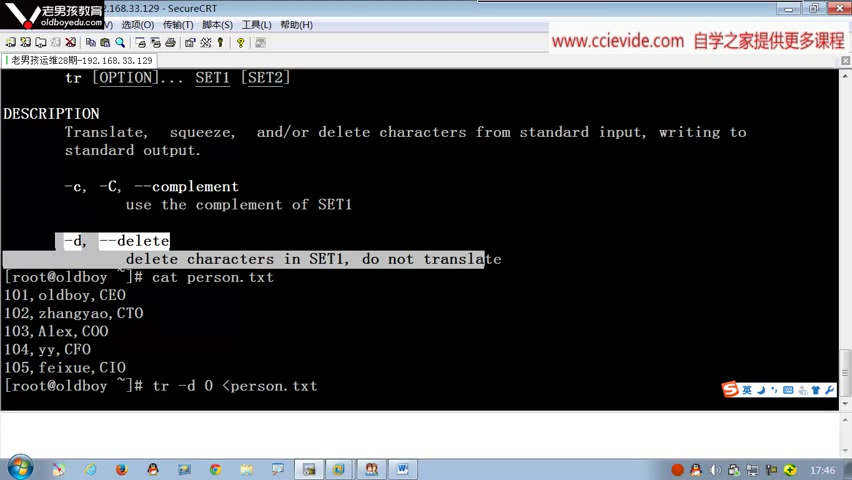 老男孩教育
oldboyedu.com
2.168.33.129 - SecureCRT
选项(O) 传输(T) 脚本(S) 工具(L) 帮助(H)
www.ccievide.com 自学之家提供更多课程
老男孩运维28期-192.168.33.129
tr [OPTION]... SET1 [SET2]
DESCRIPTION
Translate, squeeze, and/or delete characters from standard input, writing to
standard output.
-c, -C, --complement
use the complement of SET1
-d, --delete
delete characters in SET1, do not translate
[root@oldboy ~]# cat person.txt
101,oldboy,CEO
102,zhangyao,CTO
103,Alex,COO
104,yy,CFO
105,feixue,CIO
[root@oldboy ~]# tr -d 0 <person.txt
英
17:46